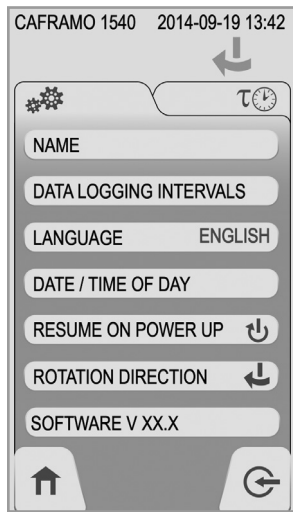 CAFRAMO 1540 2014-09-19 13:42
τ
NAME
DATA LOGGING INTERVALS
LANGUAGE ENGLISH
DATE / TIME OF DAY
RESUME ON POWER UP
ROTATION DIRECTION
SOFTWARE V XX.X